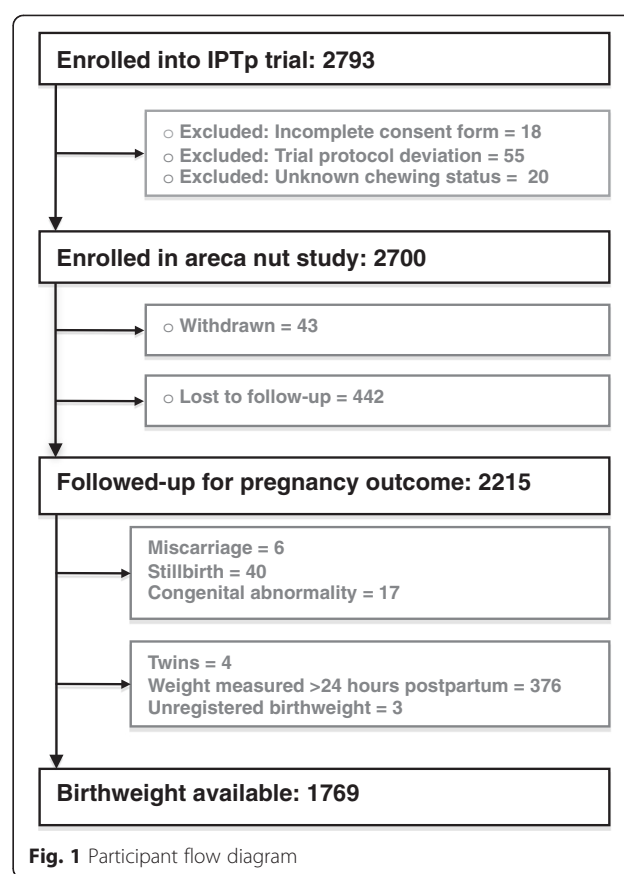 Enrolled into IPTp trial: 2793
○ Excluded: Incomplete consent form = 18
○ Excluded: Trial protocol deviation = 55
○ Excluded: Unknown chewing status = 20
Enrolled in areca nut study: 2700
○ Withdrawn = 43
○ Lost to follow-up = 442
Followed-up for pregnancy outcome: 2215
Miscarriage = 6
Stillbirth = 40
Congenital abnormality = 17
Twins = 4
Weight measured >24 hours postpartum = 376
Unregistered birthweight = 3
Birthweight available: 1769
Fig. 1 Participant flow diagram